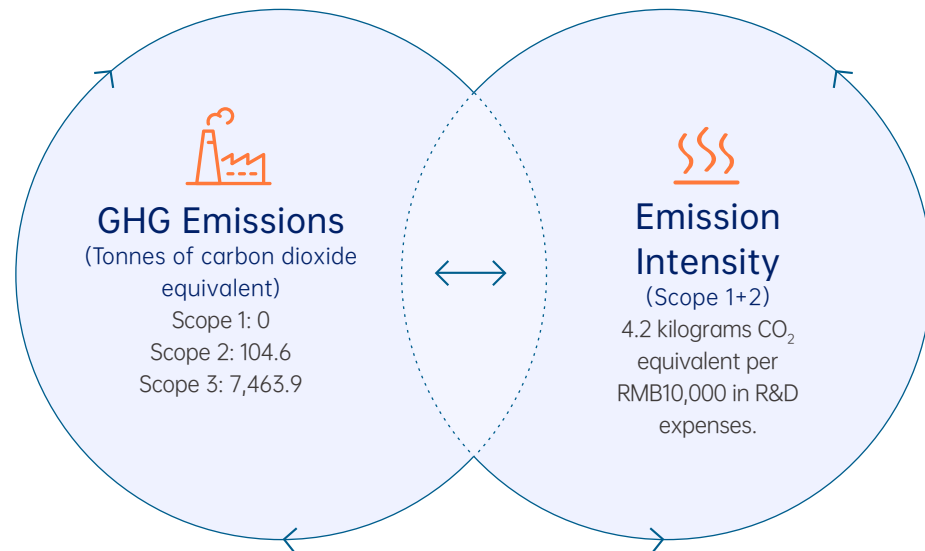 GHG Emissions
(Tonnes of carbon dioxide
equivalent)
Scope 1: 0
Scope 2: 104.6
Scope 3: 7,463.9
Emission
Intensity
(Scope 1+2)
4.2 kilograms CO₂
equivalent per
RMB10,000 in R&D
expenses.